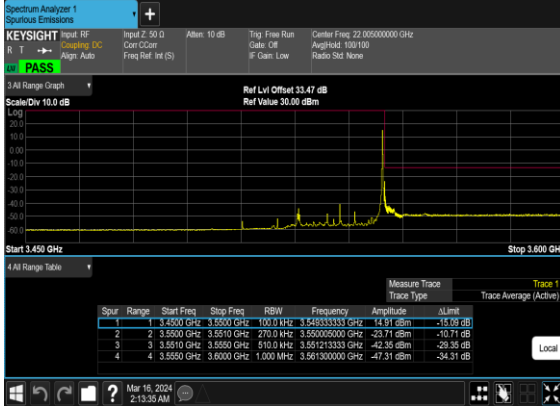 Spectrum Analyzer 1
Spurious Emissions
+
KEYSIGHT Input: RF Input Z: 50 Ω Atten: 10 dB Trig: Free Run Center Freq: 22.005000000 GHz
R T Coupling: DC Corr CCorr Gate: Off Avg|Hold: 100/100
Align: Auto Freq Ref: Int (S) IF Gain: Low Radio Std: None
PASS
3 All Range Graph
Ref Lvl Offset 33.47 dB
Scale/Div 10.0 dB Ref Value 30.00 dBm
Log
20.0
10.0
0.00
-10.0
-20.0
-30.0
-40.0
-50.0
-60.0
Start 3.450 GHz Stop 3.600 GH
4 All Range Table
Measure Trace Trace 1
Trace Type Trace Average (Active)
Spur Range Start Freq Stop Freq RBW Frequency Amplitude ΔLimit
1 1 3.4500 GHz 3.5500 GHz 100.0 kHz 3.549333333 GHz 14.91 dBm -15.09 dB
2 2 3.5500 GHz 3.5510 GHz 270.0 kHz 3.550005000 GHz -23.71 dBm -10.71 dB
3 3 3.5510 GHz 3.5550 GHz 510.0 kHz 3.551213333 GHz -42.35 dBm -29.35 dB
4 4 3.5550 GHz 3.6000 GHz 1.000 MHz 3.561300000 GHz -47.31 dBm -34.31 dB
Local
? Mar 16, 2024
2:13:35 AM